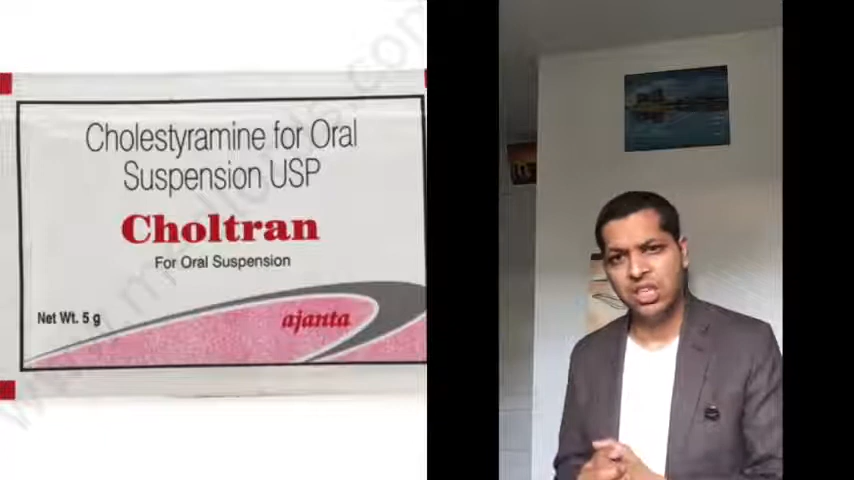 Cholestyramine for Oral
Suspension USP
Choltran
For Oral Suspension
Net Wt. 5 g
ajanta